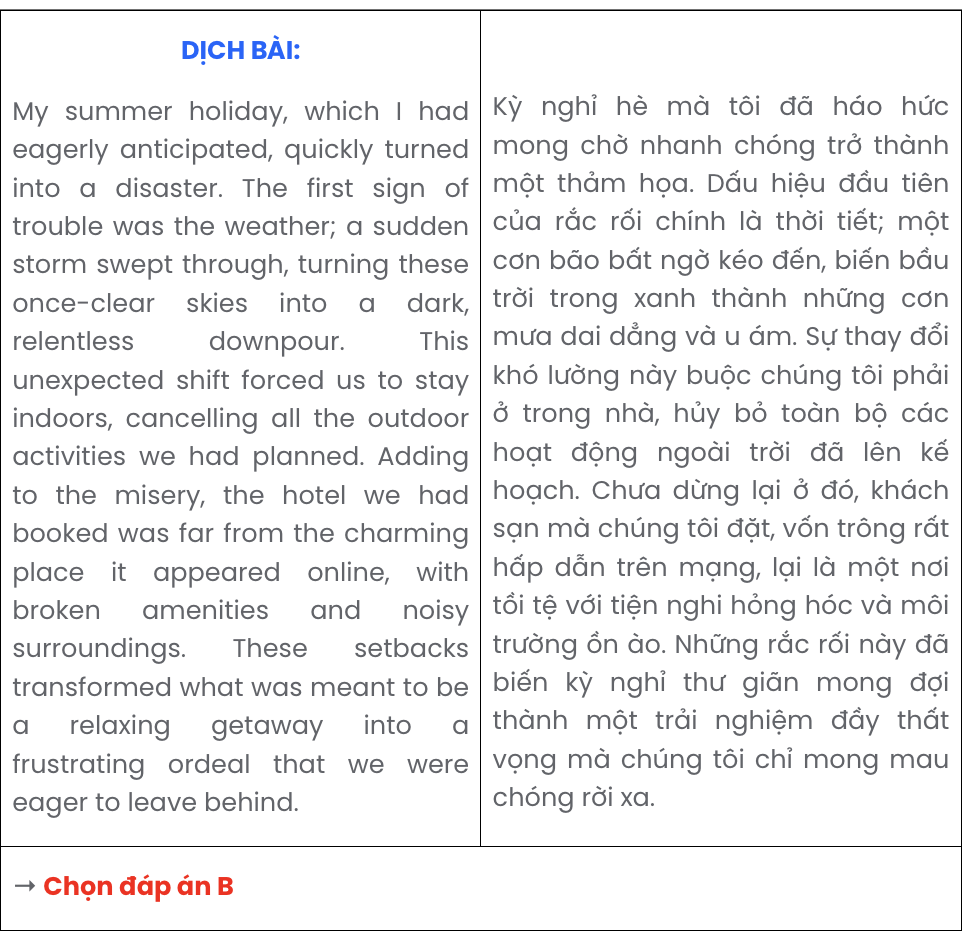 DỊCH BÀI:
My summer holiday, which I had
eagerly anticipated, quickly turned
into a disaster. The first sign of
trouble was the weather; a sudden
storm swept through, turning these
once-clear skies into a dark,
relentless downpour. This
unexpected shift forced us to stay
indoors, cancelling all the outdoor
activities we had planned. Adding
to the misery, the hotel we had
booked was far from the charming
place it appeared online, with
broken amenities and noisy
surroundings. These setbacks
transformed what was meant to be
a relaxing getaway into a
frustrating ordeal that we were
eager to leave behind.
Kỳ nghỉ hè mà tôi đã háo hức
mong chờ nhanh chóng trở thành
một thảm họa. Dấu hiệu đầu tiên
của rắc rối chính là thời tiết; một
cơn bão bất ngờ kéo đến, biến bầu
trời trong xanh thành những cơn
mưa dai dẳng và u ám. Sự thay đổi
khó lường này buộc chúng tôi phải
ở trong nhà, hủy bỏ toàn bộ các
hoạt động ngoài trời đã lên kế
hoạch. Chưa dừng lại ở đó, khách
sạn mà chúng tôi đặt, vốn trông rất
hấp dẫn trên mạng, lại là một nơi
tồi tệ với tiện nghi hỏng hóc và môi
trường ồn ào. Những rắc rối này đã
biến kỳ nghỉ thư giãn mong đợi
thành một trải nghiệm đầy thất
vọng mà chúng tôi chỉ mong mau
chóng rời xa.
→ Chọn đáp án B